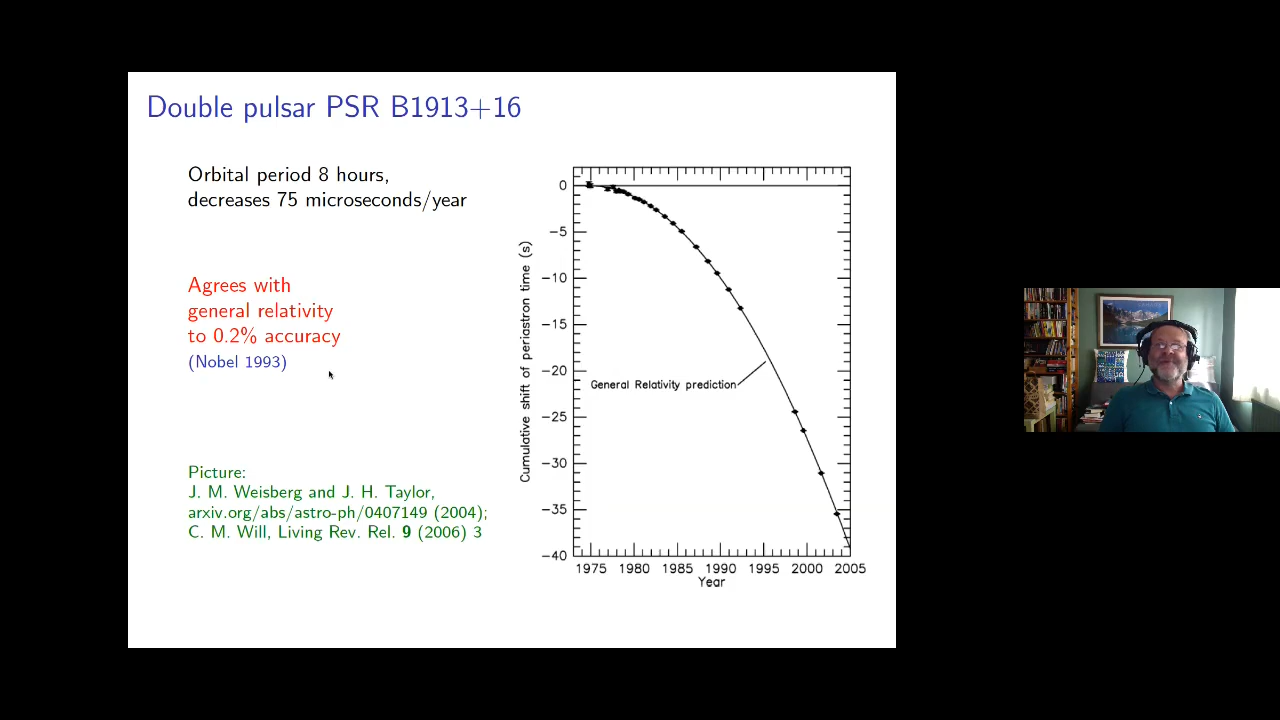 Double pulsar PSR B1913+16
Orbital period 8 hours,
decreases 75 microseconds/year
Agrees with
general relativity
to 0.2% accuracy
(Nobel 1993)
Picture:
J. M. Weisberg and J. H. Taylor,
arxiv.org/abs/astro-ph/0407149 (2004);
C. M. Will, Living Rev. Rel. 9 (2006) 3
Cumulative shift of periastron time (s)
0
−5
−10
−15
−20
−25
−30
−35
−40
General Relativity prediction
1975 1980 1985 1990 1995 2000 2005
Year